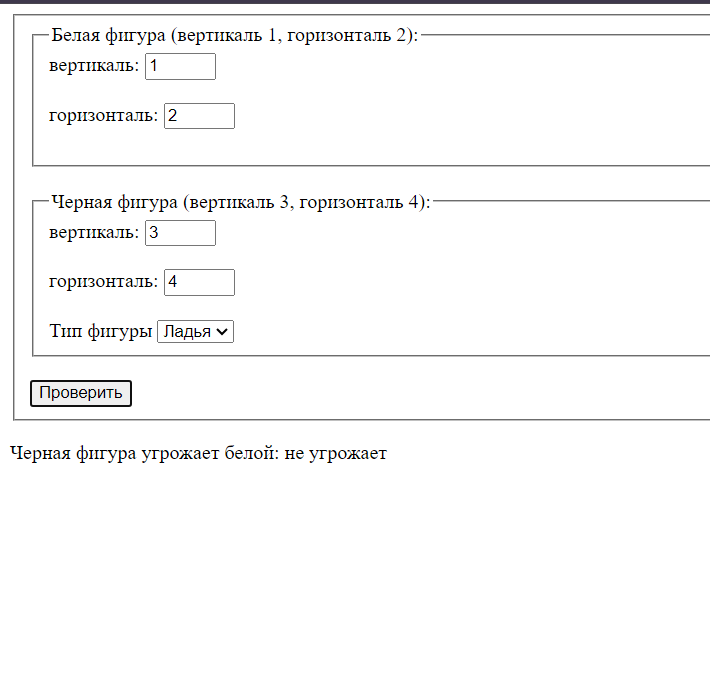 Белая фигура (вертикаль 1, горизонталь 2):
вертикаль: 1
горизонталь: 2
Черная фигура (вертикаль 3, горизонталь 4):
вертикаль: 3
горизонталь: 4
Тип фигуры Ладья
Проверить
Черная фигура угрожает белой: не угрожает